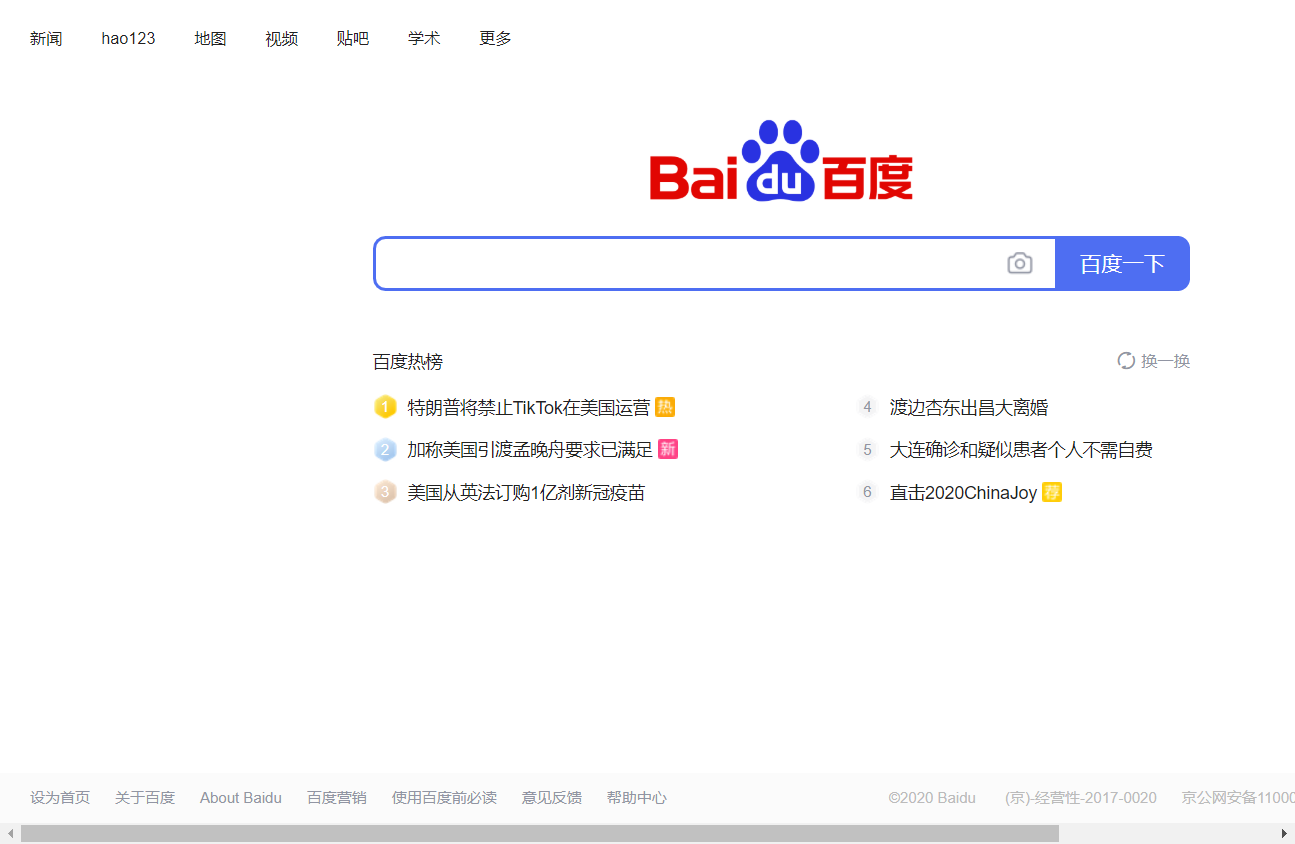 新闻 hao123 地图 视频 贴吧 学术 更多
Bai du 百度
百度一下
百度热榜 换一换
1 特朗普将禁止TikTok在美国运营 热
2 加称美国引渡孟晚舟要求已满足 新
3 美国从英法订购1亿剂新冠疫苗
4 渡边杏东出昌大离婚
5 大连确诊和疑似患者个人不需自费
6 直击2020ChinaJoy 荐
设为首页 关于百度 About Baidu 百度营销 使用百度前必读 意见反馈 帮助中心 ©2020 Baidu (京)-经营性-2017-0020 京公网安备11000